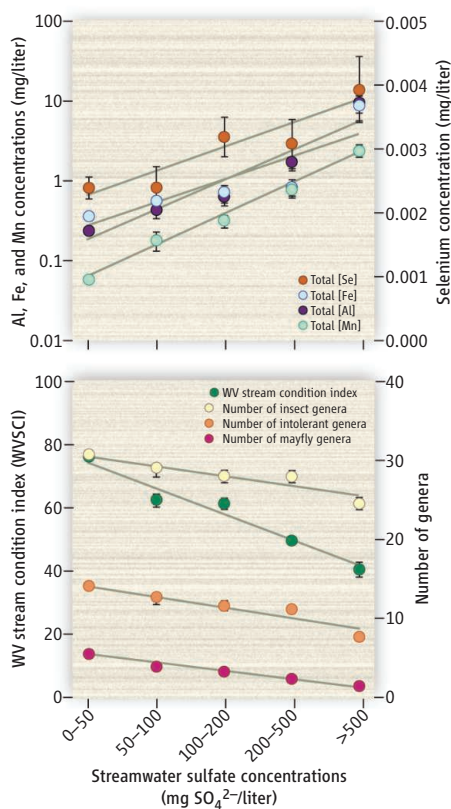 Al, Fe, and Mn concentrations (mg/liter)
100
10
1
0.1
0.01
0.005
0.004
0.003
0.002
0.001
0.000
Selenium concentration (mg/liter)
Total [Se]
Total [Fe]
Total [Al]
Total [Mn]
WV stream condition index (WVSCI)
100
80
60
40
20
0
40
30
20
10
0
Number of genera
WV stream condition index
Number of insect genera
Number of intolerant genera
Number of mayfly genera
0–50
50–100
100–200
200–500
>500
Streamwater sulfate concentrations
(mg SO₄²⁻/liter)